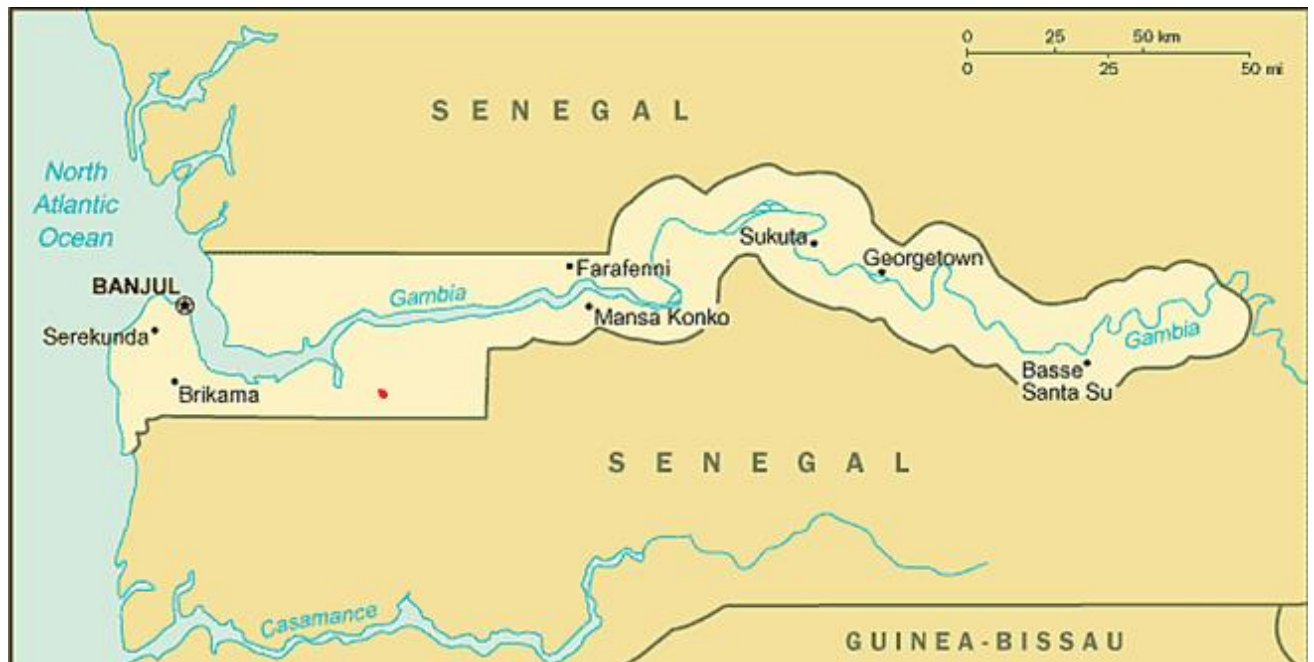 0 25 50 km
0 25 50 mi
SENEGAL
North
Atlantic
Ocean
Sukuta
Georgetown
Farafenni
BANJUL
Gambia
Mansa Konko
Serekunda
Gambia
Basse
Santa Su
Brikama
SENEGAL
Casamance
GUINEA-BISSAU